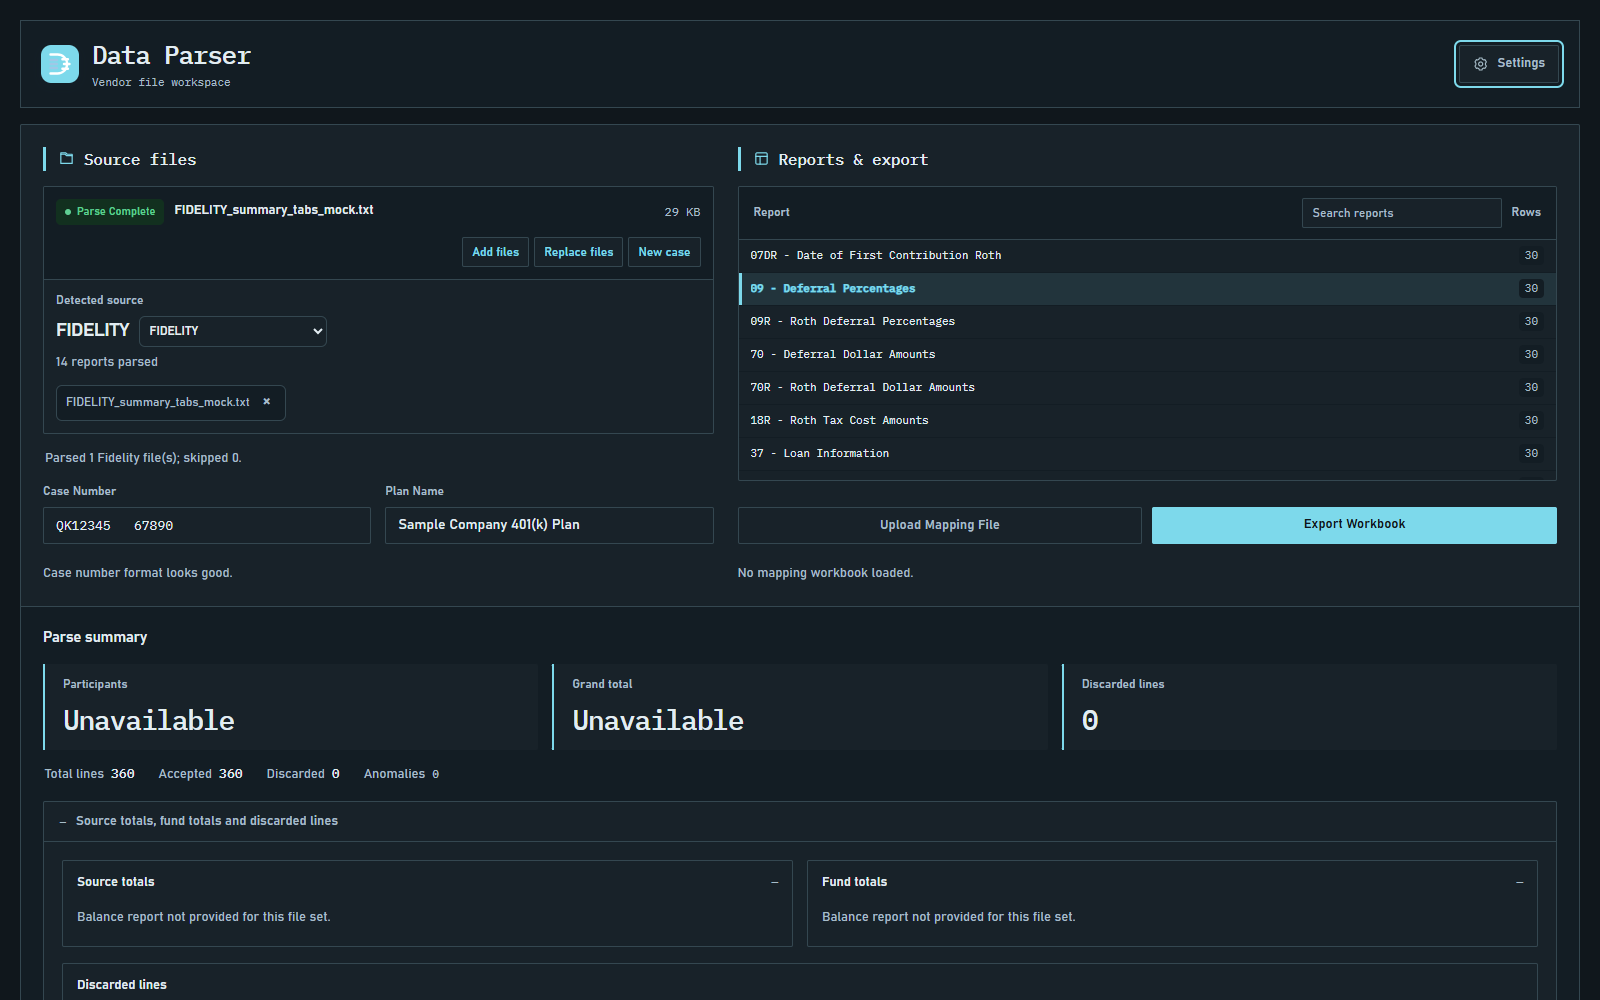 Data Parser
Vendor file workspace
Settings
Source files
Parse Complete FIDELITY_summary_tabs_mock.txt 29 KB
Add files Replace files New case
Detected source
FIDELITY FIDELITY
14 reports parsed
FIDELITY_summary_tabs_mock.txt ×
Parsed 1 Fidelity file(s); skipped 0.
Case Number Plan Name
QK12345 67890 Sample Company 401(k) Plan
Case number format looks good.
Reports & export
Report Search reports Rows
07DR - Date of First Contribution Roth 30
09 - Deferral Percentages 30
09R - Roth Deferral Percentages 30
70 - Deferral Dollar Amounts 30
70R - Roth Deferral Dollar Amounts 30
18R - Roth Tax Cost Amounts 30
37 - Loan Information 30
Upload Mapping File Export Workbook
No mapping workbook loaded.
Parse summary
Participants
Unavailable
Grand total
Unavailable
Discarded lines
0
Total lines 360 Accepted 360 Discarded 0 Anomalies 0
– Source totals, fund totals and discarded lines
Source totals –
Balance report not provided for this file set.
Fund totals –
Balance report not provided for this file set.
Discarded lines